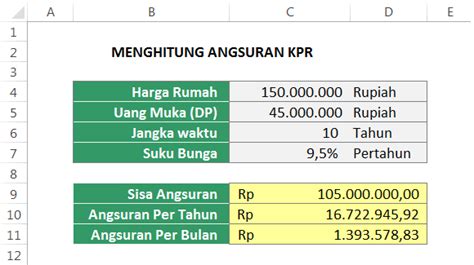 A B C D E
1
2 MENGHITUNG ANGSURAN KPR
3
4 Harga Rumah 150.000.000 Rupiah
5 Uang Muka (DP) 45.000.000 Rupiah
6 Jangka waktu 10 Tahun
7 Suku Bunga 9,5% Pertahun
8
9 Sisa Angsuran Rp 105.000.000,00
10 Angsuran Per Tahun Rp 16.722.945,92
11 Angsuran Per Bulan Rp 1.393.578,83
12